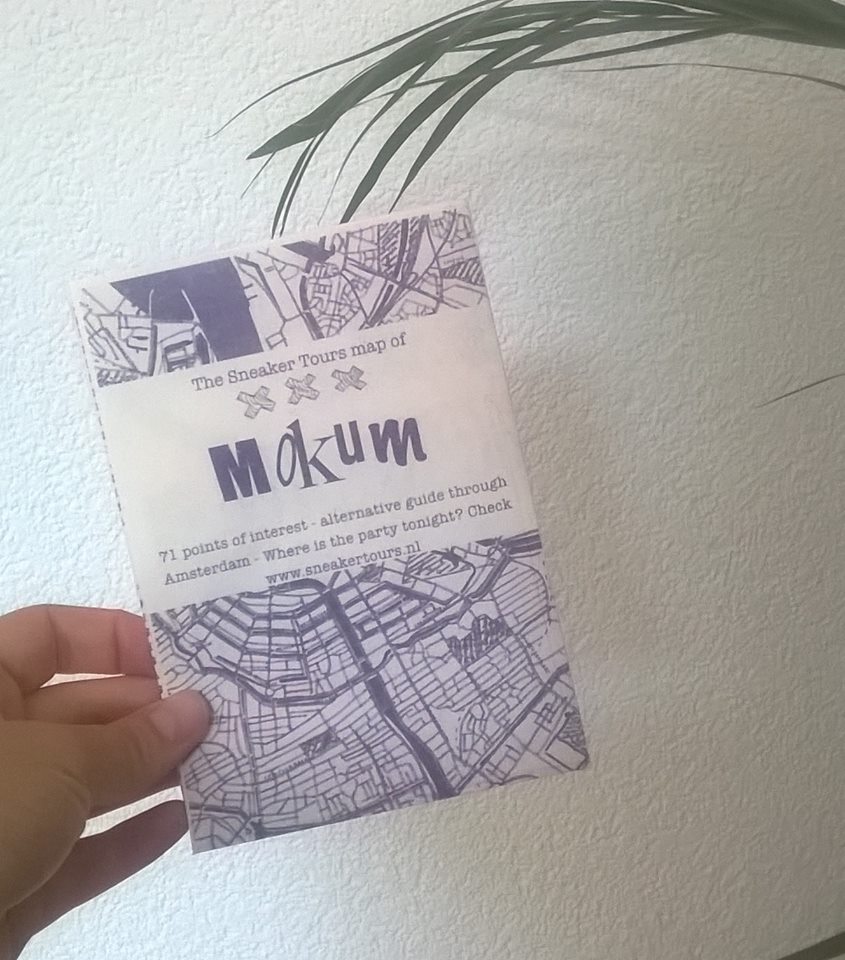 The Sneaker Tours map of
XXX
Mokum
71 points of interest - alternative guide through
Amsterdam - Where is the party tonight? Check
www.sneakertours.nl